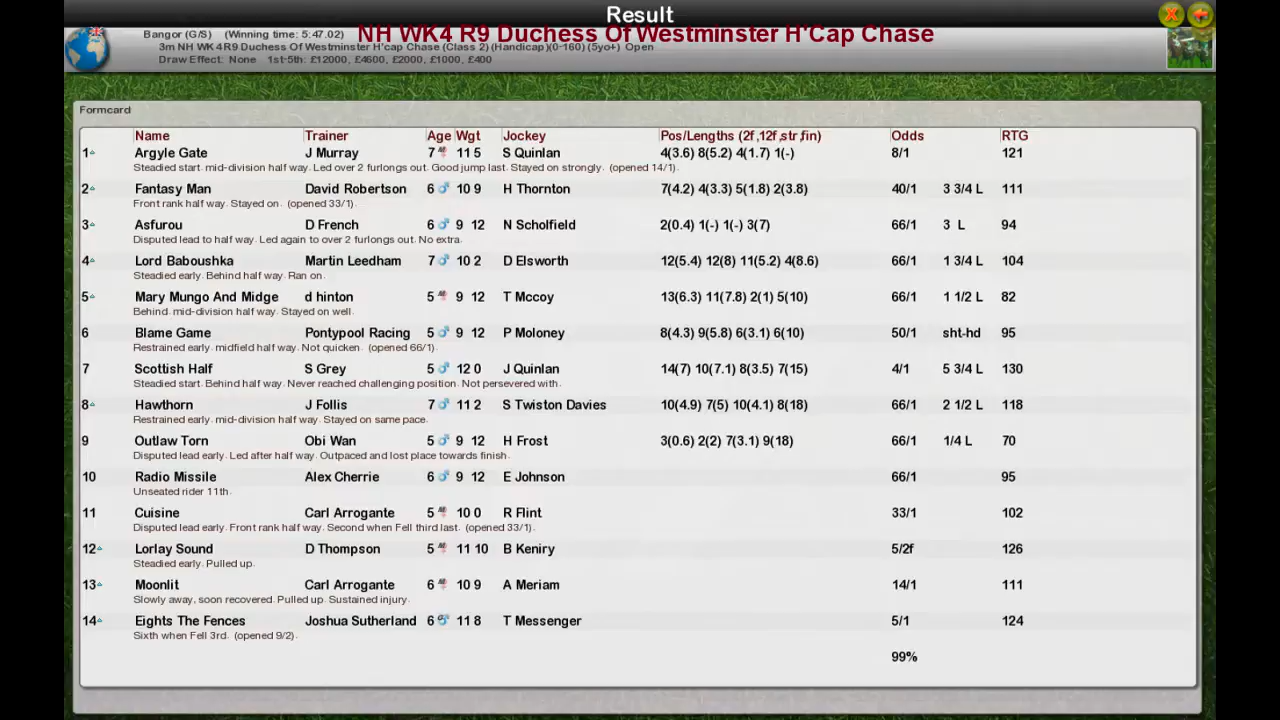 Result
NH WK4 R9 Duchess Of Westminster H'Cap Chase
Bangor (G/S) (Winning time: 5:47.02)
3m NH WK4 R9 Duchess Of Westminster H'cap Chase (Class 2) (Handicap)(0-160) (5yo+) Open
Draw Effect: None 1st-5th: £12000, £4600, £2000, £1000, £400
Formcard
Name Trainer Age Wgt Jockey Pos/Lengths (2f,12f,str,fin) Odds RTG
1 Argyle Gate J Murray 7 11 5 S Quinlan 4(3.6) 8(5.2) 4(1.7) 1(-) 8/1 121
Steadied start. mid-division half way. Led over 2 furlongs out. Good jump last. Stayed on strongly. (opened 14/1).
2 Fantasy Man David Robertson 6 10 9 H Thornton 7(4.2) 4(3.3) 5(1.8) 2(3.8) 40/1 3 3/4 L 111
Front rank half way. Stayed on. (opened 33/1).
3 Asfurou D French 6 9 12 N Scholfield 2(0.4) 1(-) 1(-) 3(7) 66/1 3 L 94
Disputed lead to half way. Led again to over 2 furlongs out. No extra.
4 Lord Baboushka Martin Leedham 7 10 2 D Elsworth 12(5.4) 12(8) 11(5.2) 4(8.6) 66/1 1 3/4 L 104
Steadied early. Behind half way. Ran on.
5 Mary Mungo And Midge d hinton 5 9 12 T Mccoy 13(6.3) 11(7.8) 2(1) 5(10) 66/1 1 1/2 L 82
Behind. mid-division half way. Stayed on well.
6 Blame Game Pontypool Racing 5 9 12 P Moloney 8(4.3) 9(5.8) 6(3.1) 6(10) 50/1 sht-hd 95
Restrained early. midfield half way. Not quicken. (opened 66/1).
7 Scottish Half S Grey 5 12 0 J Quinlan 14(7) 10(7.1) 8(3.5) 7(15) 4/1 5 3/4 L 130
Steadied start. Behind half way. Never reached challenging position. Not persevered with.
8 Hawthorn J Follis 7 11 2 S Twiston Davies 10(4.9) 7(5) 10(4.1) 8(18) 66/1 2 1/2 L 118
Restrained early. mid-division half way. Stayed on same pace.
9 Outlaw Torn Obi Wan 5 9 12 H Frost 3(0.6) 2(2) 7(3.1) 9(18) 66/1 1/4 L 70
Disputed lead early. Led after half way. Outpaced and lost place towards finish.
10 Radio Missile Alex Cherrie 6 9 12 E Johnson 66/1 95
Unseated rider 11th.
11 Cuisine Carl Arrogante 5 10 0 R Flint 33/1 102
Disputed lead early. Front rank half way. Second when Fell third last. (opened 33/1).
12 Lorlay Sound D Thompson 5 11 10 B Keniry 5/2f 126
Steadied early. Pulled up.
13 Moonlit Carl Arrogante 6 10 9 A Meriam 14/1 111
Slowly away, soon recovered. Pulled up. Sustained injury.
14 Eights The Fences Joshua Sutherland 6 11 8 T Messenger 5/1 124
Sixth when Fell 3rd. (opened 9/2).
99%